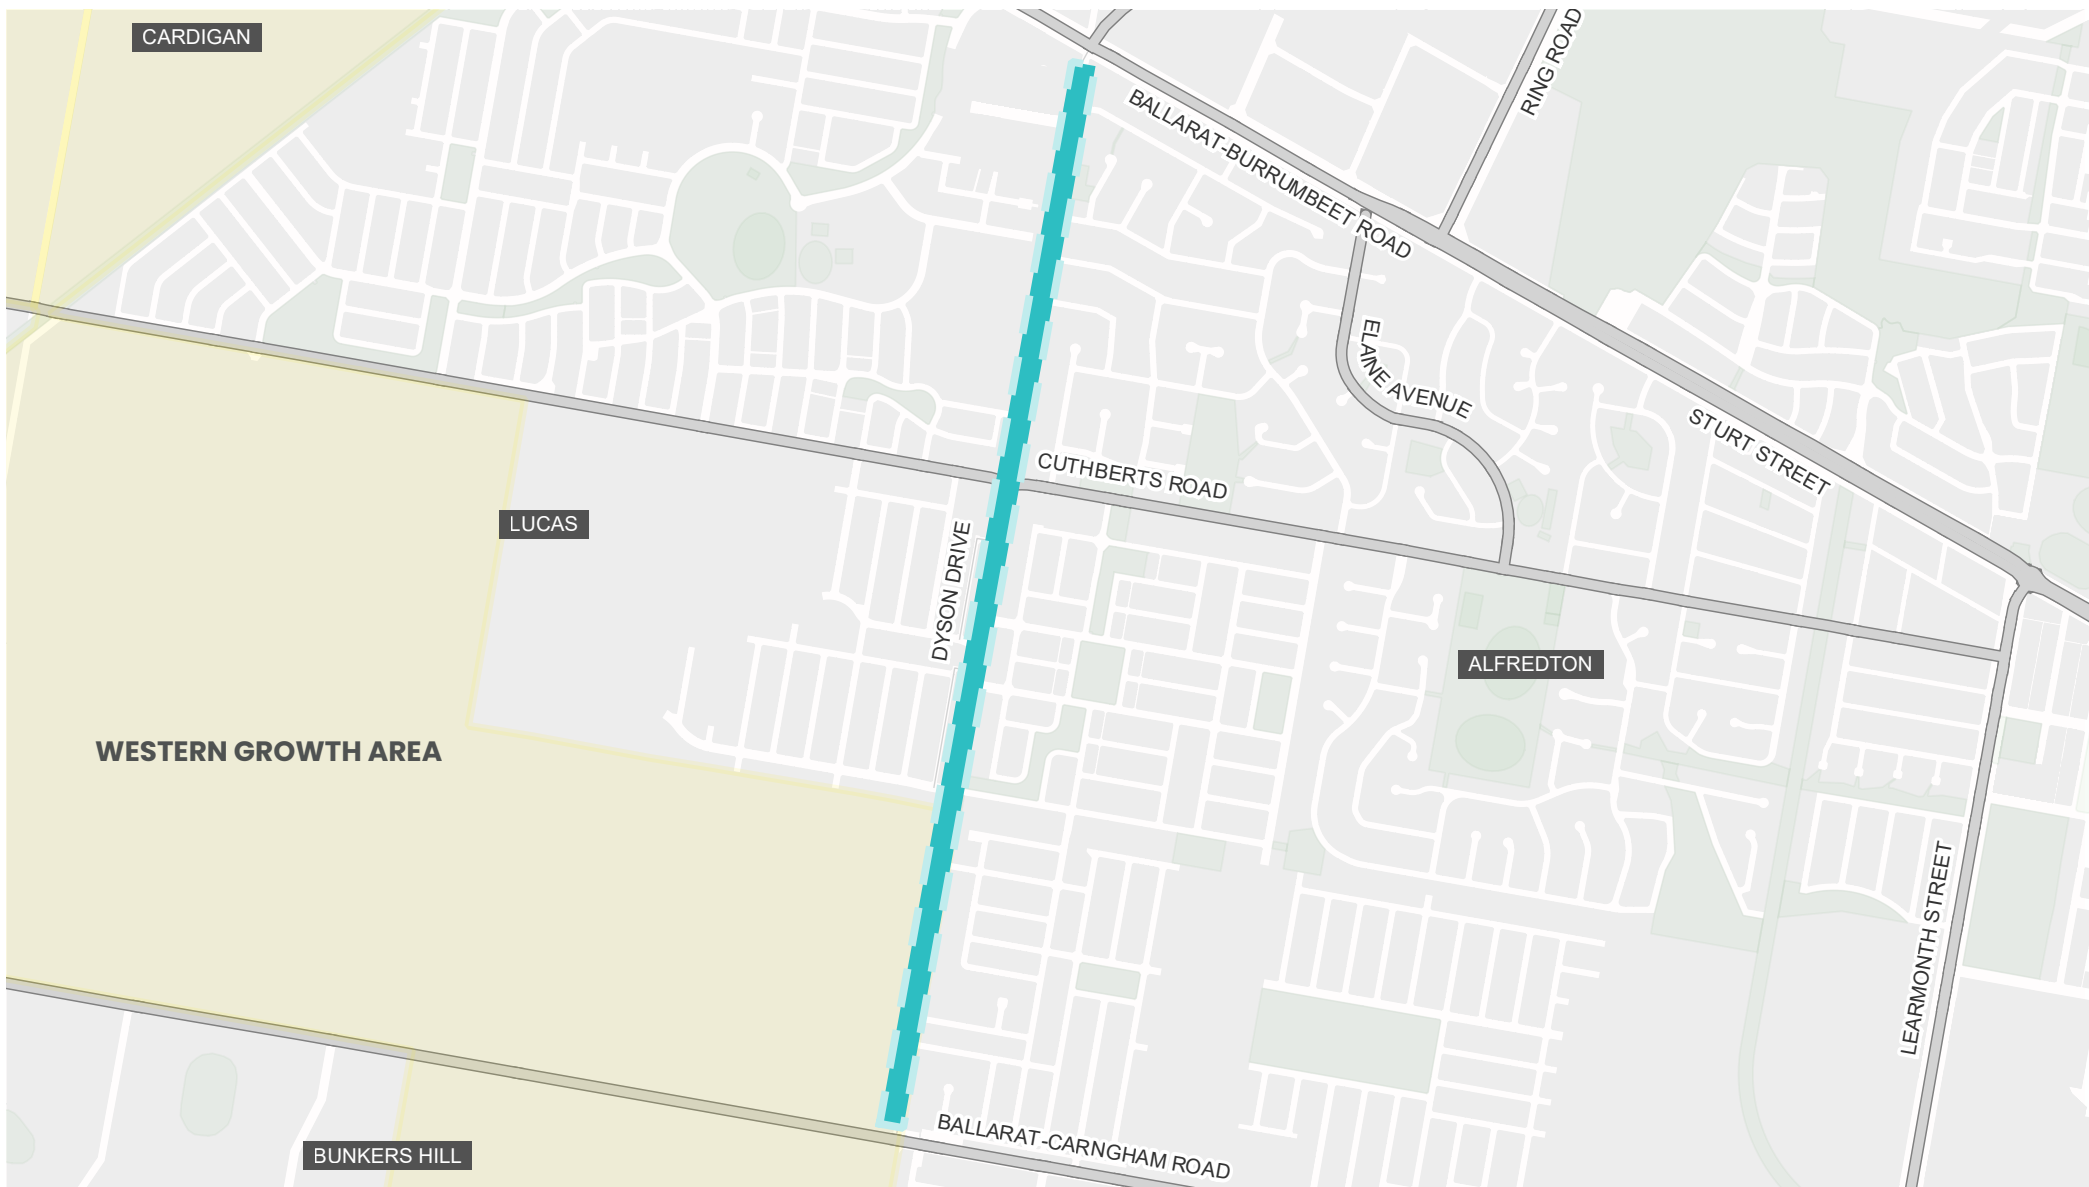 CARDIGAN
RING ROAD
BALLARAT-BURRUMBEET ROAD
ELAINE AVENUE
STURT STREET
CUTHBERTS ROAD
LUCAS
DYSON DRIVE
ALFREDTON
WESTERN GROWTH AREA
LEARMONTH STREET
BALLARAT-CARNGHAM ROAD
BUNKERS HILL